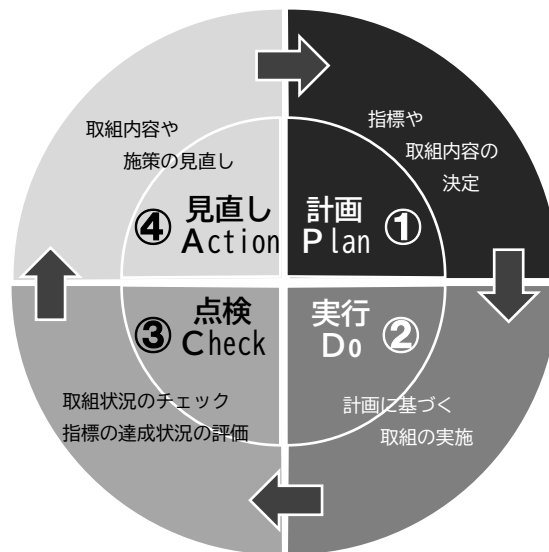 指標や
取組内容の
決定
計画
Plan
①
実行
Do
②
計画に基づく
取組の実施
点検
③
Check
取組状況のチェック
指標の達成状況の評価
取組内容や
施策の見直し
見直し
④
Action